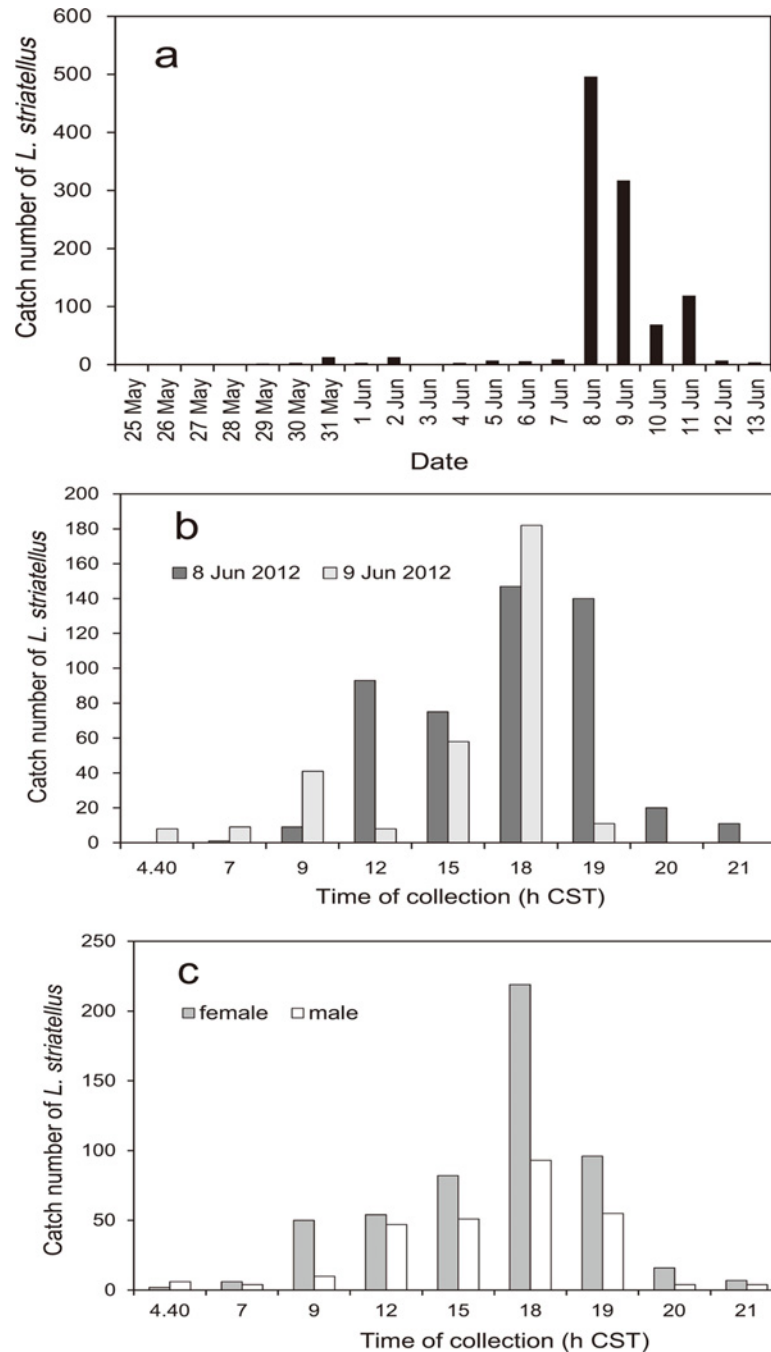 a
Catch number of L. striatellus
600
500
400
300
200
100
0
25 May
26 May
27 May
28 May
29 May
30 May
31 May
1 Jun
2 Jun
3 Jun
4 Jun
5 Jun
6 Jun
7 Jun
8 Jun
9 Jun
10 Jun
11 Jun
12 Jun
13 Jun
Date
b
Catch number of L. striatellus
200
180
160
140
120
100
80
60
40
20
0
8 Jun 2012 9 Jun 2012
4.40 7 9 12 15 18 19 20 21
Time of collection (h CST)
c
Catch number of L. striatellus
250
200
150
100
50
0
female male
4.40 7 9 12 15 18 19 20 21
Time of collection (h CST)